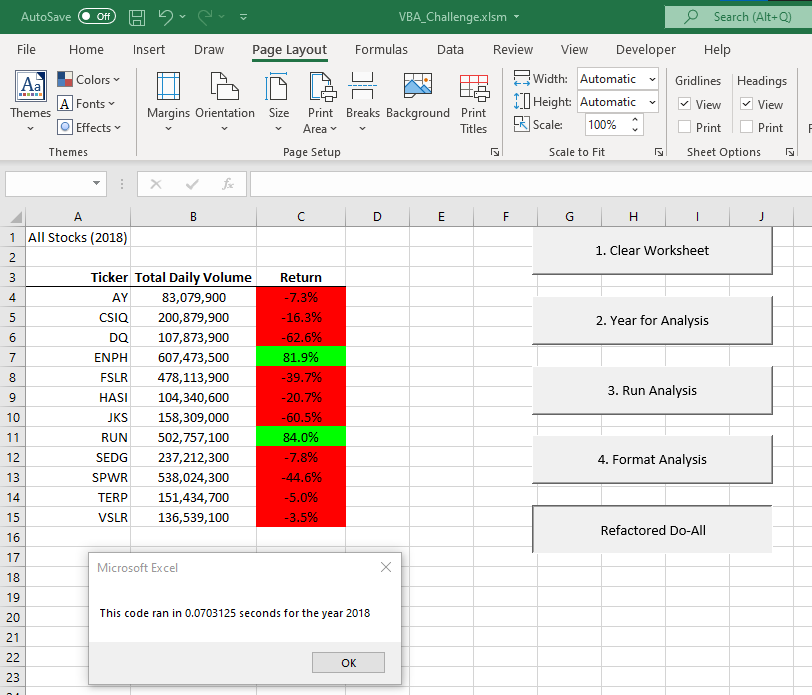 AutoSave Off VBA_Challenge.xlsm Search (Alt+Q)
File Home Insert Draw Page Layout Formulas Data Review View Developer Help
Themes
Colors
Fonts
Effects
Themes
Margins Orientation Size Print Area Breaks Background Print Titles
Page Setup
Width: Automatic
Height: Automatic
Scale: 100%
Scale to Fit
Gridlines Headings
View View
Print Print
Sheet Options
fx
A B C D E F G H I J
1 All Stocks (2018)
2
3 Ticker Total Daily Volume Return
4 AY 83,079,900 -7.3%
5 CSIQ 200,879,900 -16.3%
6 DQ 107,873,900 -62.6%
7 ENPH 607,473,500 81.9%
8 FSLR 478,113,900 -39.7%
9 HASI 104,340,600 -20.7%
10 JKS 158,309,000 -60.5%
11 RUN 502,757,100 84.0%
12 SEDG 237,212,300 -7.8%
13 SPWR 538,024,300 -44.6%
14 TERP 151,434,700 -5.0%
15 VSLR 136,539,100 -3.5%
16
17
18
19
20
21
22
23
1. Clear Worksheet
2. Year for Analysis
3. Run Analysis
4. Format Analysis
Refactored Do-All
Microsoft Excel
This code ran in 0.0703125 seconds for the year 2018
OK